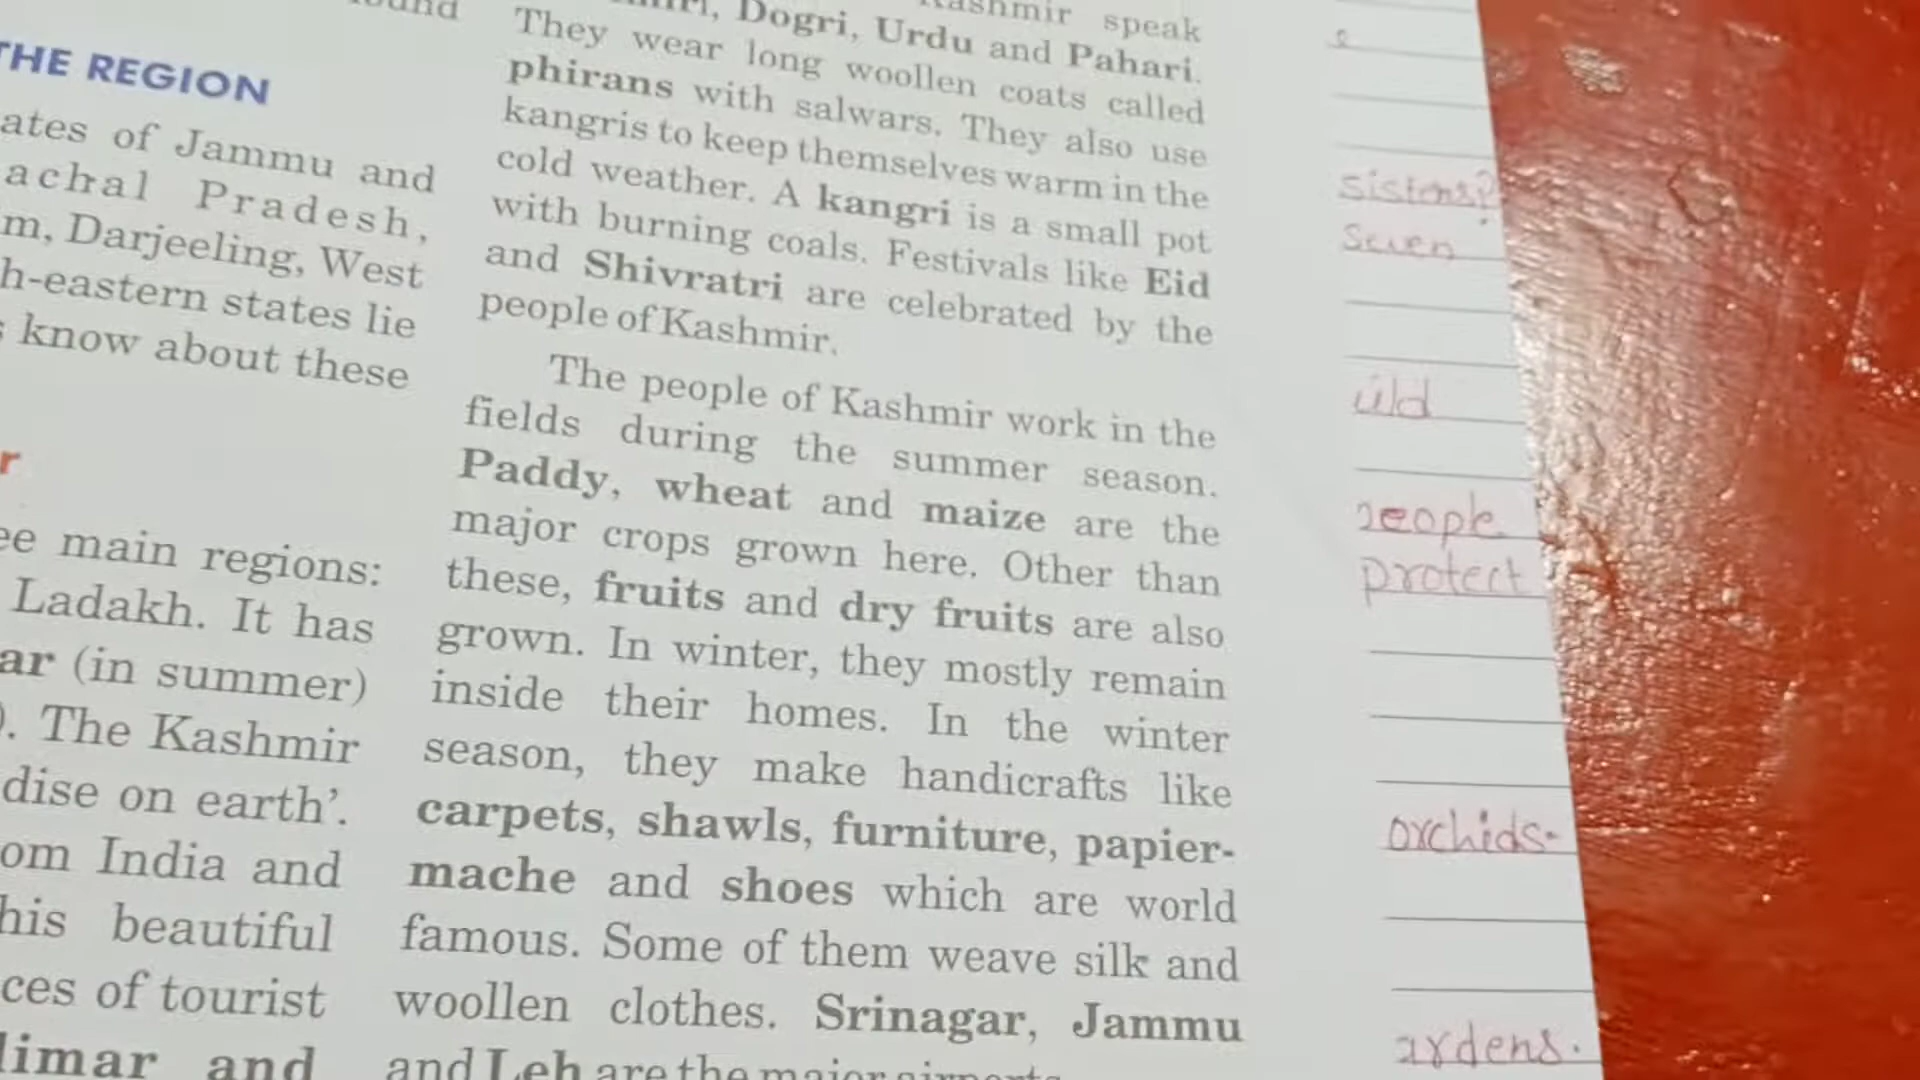 THE REGION
ates of Jammu and
achal Pradesh,
m, Darjeeling, West
h-eastern states lie
know about these
r
ee main regions:
Ladakh. It has
ar (in summer)
). The Kashmir
dise on earth’.
om India and
his beautiful
ces of tourist
limar and
Kashmir speak
Dogri, Urdu and Pahari.
They wear long woollen coats called
phirans with salwars. They also use
kangris to keep themselves warm in the
cold weather. A kangri is a small pot
with burning coals. Festivals like Eid
and Shivratri are celebrated by the
people of Kashmir.
The people of Kashmir work in the
fields during the summer season.
Paddy, wheat and maize are the
major crops grown here. Other than
these, fruits and dry fruits are also
grown. In winter, they mostly remain
inside their homes. In the winter
season, they make handicrafts like
carpets, shawls, furniture, papier-
mache and shoes which are world
famous. Some of them weave silk and
woollen clothes. Srinagar, Jammu
and Leh are the major airports
sisters?
Seven
ild
people
protect
orchids.
ardens.